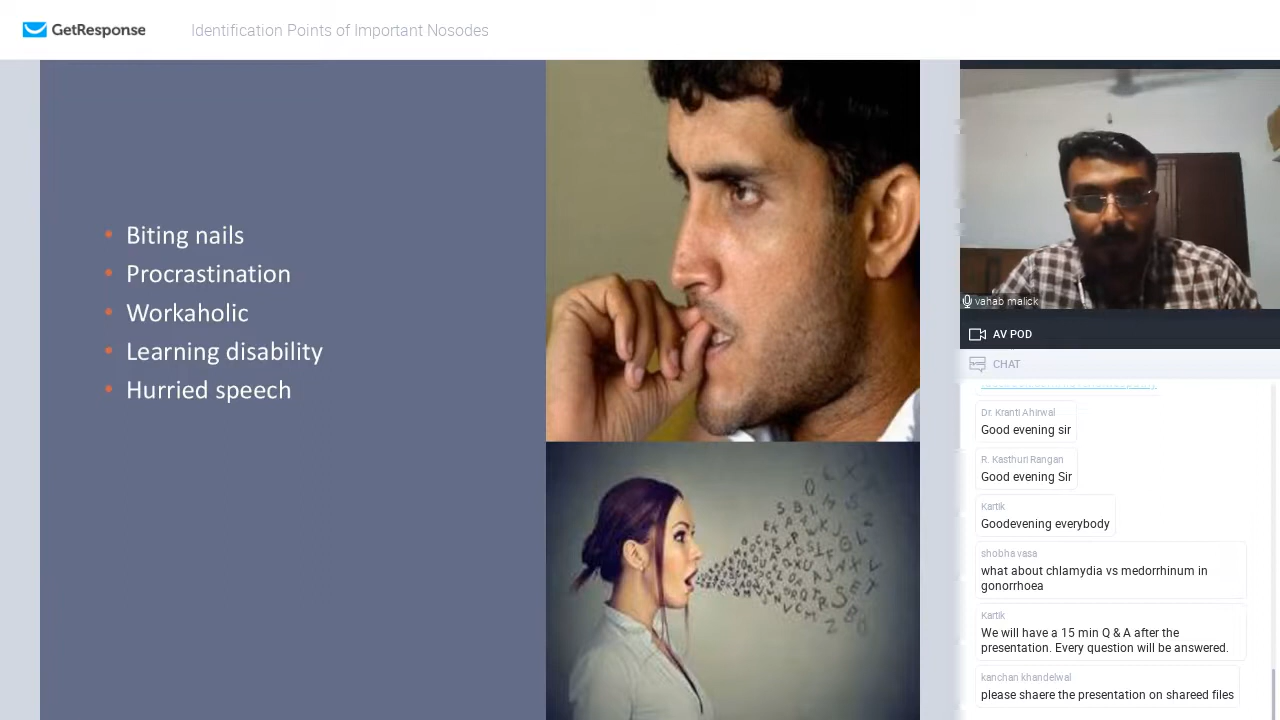 GetResponse
Identification Points of Important Nosodes
• Biting nails
• Procrastination
• Workaholic
• Learning disability
• Hurried speech
vahab malick
AV POD
CHAT
Dr. Kranti Ahirwal
Good evening sir
R. Kasthuri Rangan
Good evening Sir
Kartik
Goodevening everybody
shobha vasa
what about chlamydia vs medorrhinum in
gonorrhoea
Kartik
We will have a 15 min Q & A after the
presentation. Every question will be answered.
kanchan khandelwal
please shaere the presentation on shareed files